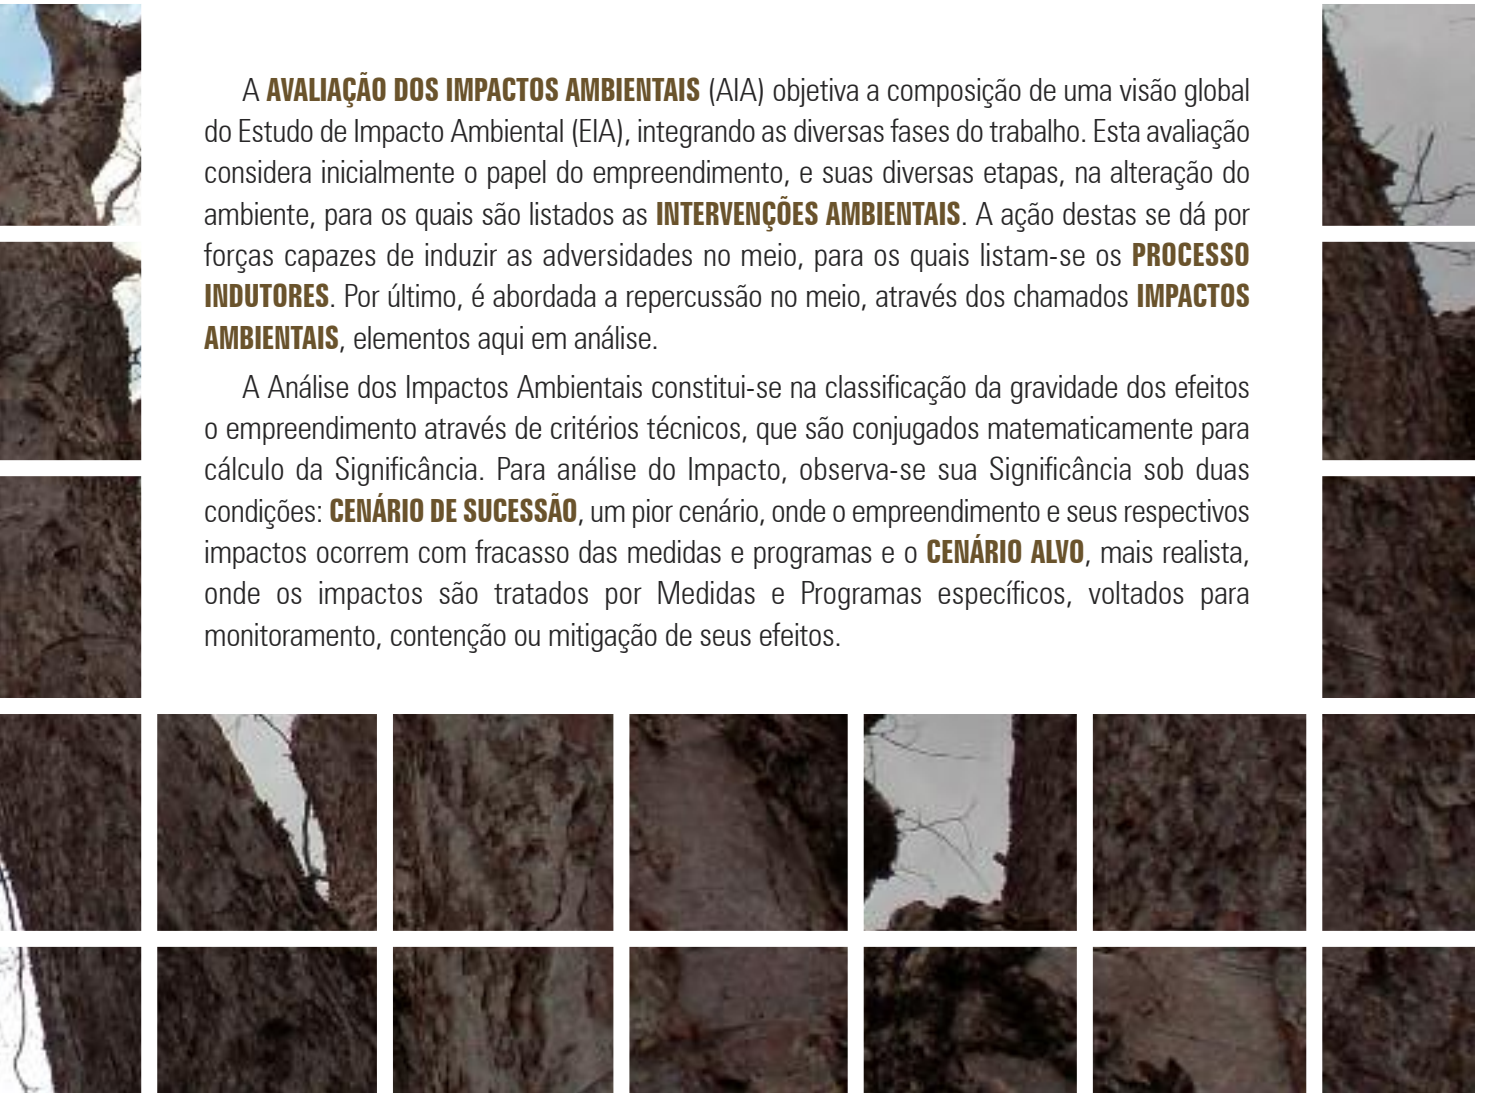 A AVALIAÇÃO DOS IMPACTOS AMBIENTAIS (AIA) objetiva a composição de uma visão global
do Estudo de Impacto Ambiental (EIA), integrando as diversas fases do trabalho. Esta avaliação
considera inicialmente o papel do empreendimento, e suas diversas etapas, na alteração do
ambiente, para os quais são listados as INTERVENÇÕES AMBIENTAIS. A ação destas se dá por
forças capazes de induzir as adversidades no meio, para os quais listam-se os PROCESSO
INDUTORES. Por último, é abordada a repercussão no meio, através dos chamados IMPACTOS
AMBIENTAIS, elementos aqui em análise.
A Análise dos Impactos Ambientais constitui-se na classificação da gravidade dos efeitos
o empreendimento através de critérios técnicos, que são conjugados matematicamente para
cálculo da Significância. Para análise do Impacto, observa-se sua Significância sob duas
condições: CENÁRIO DE SUCESSÃO, um pior cenário, onde o empreendimento e seus respectivos
impactos ocorrem com fracasso das medidas e programas e o CENÁRIO ALVO, mais realista,
onde os impactos são tratados por Medidas e Programas específicos, voltados para
monitoramento, contenção ou mitigação de seus efeitos.